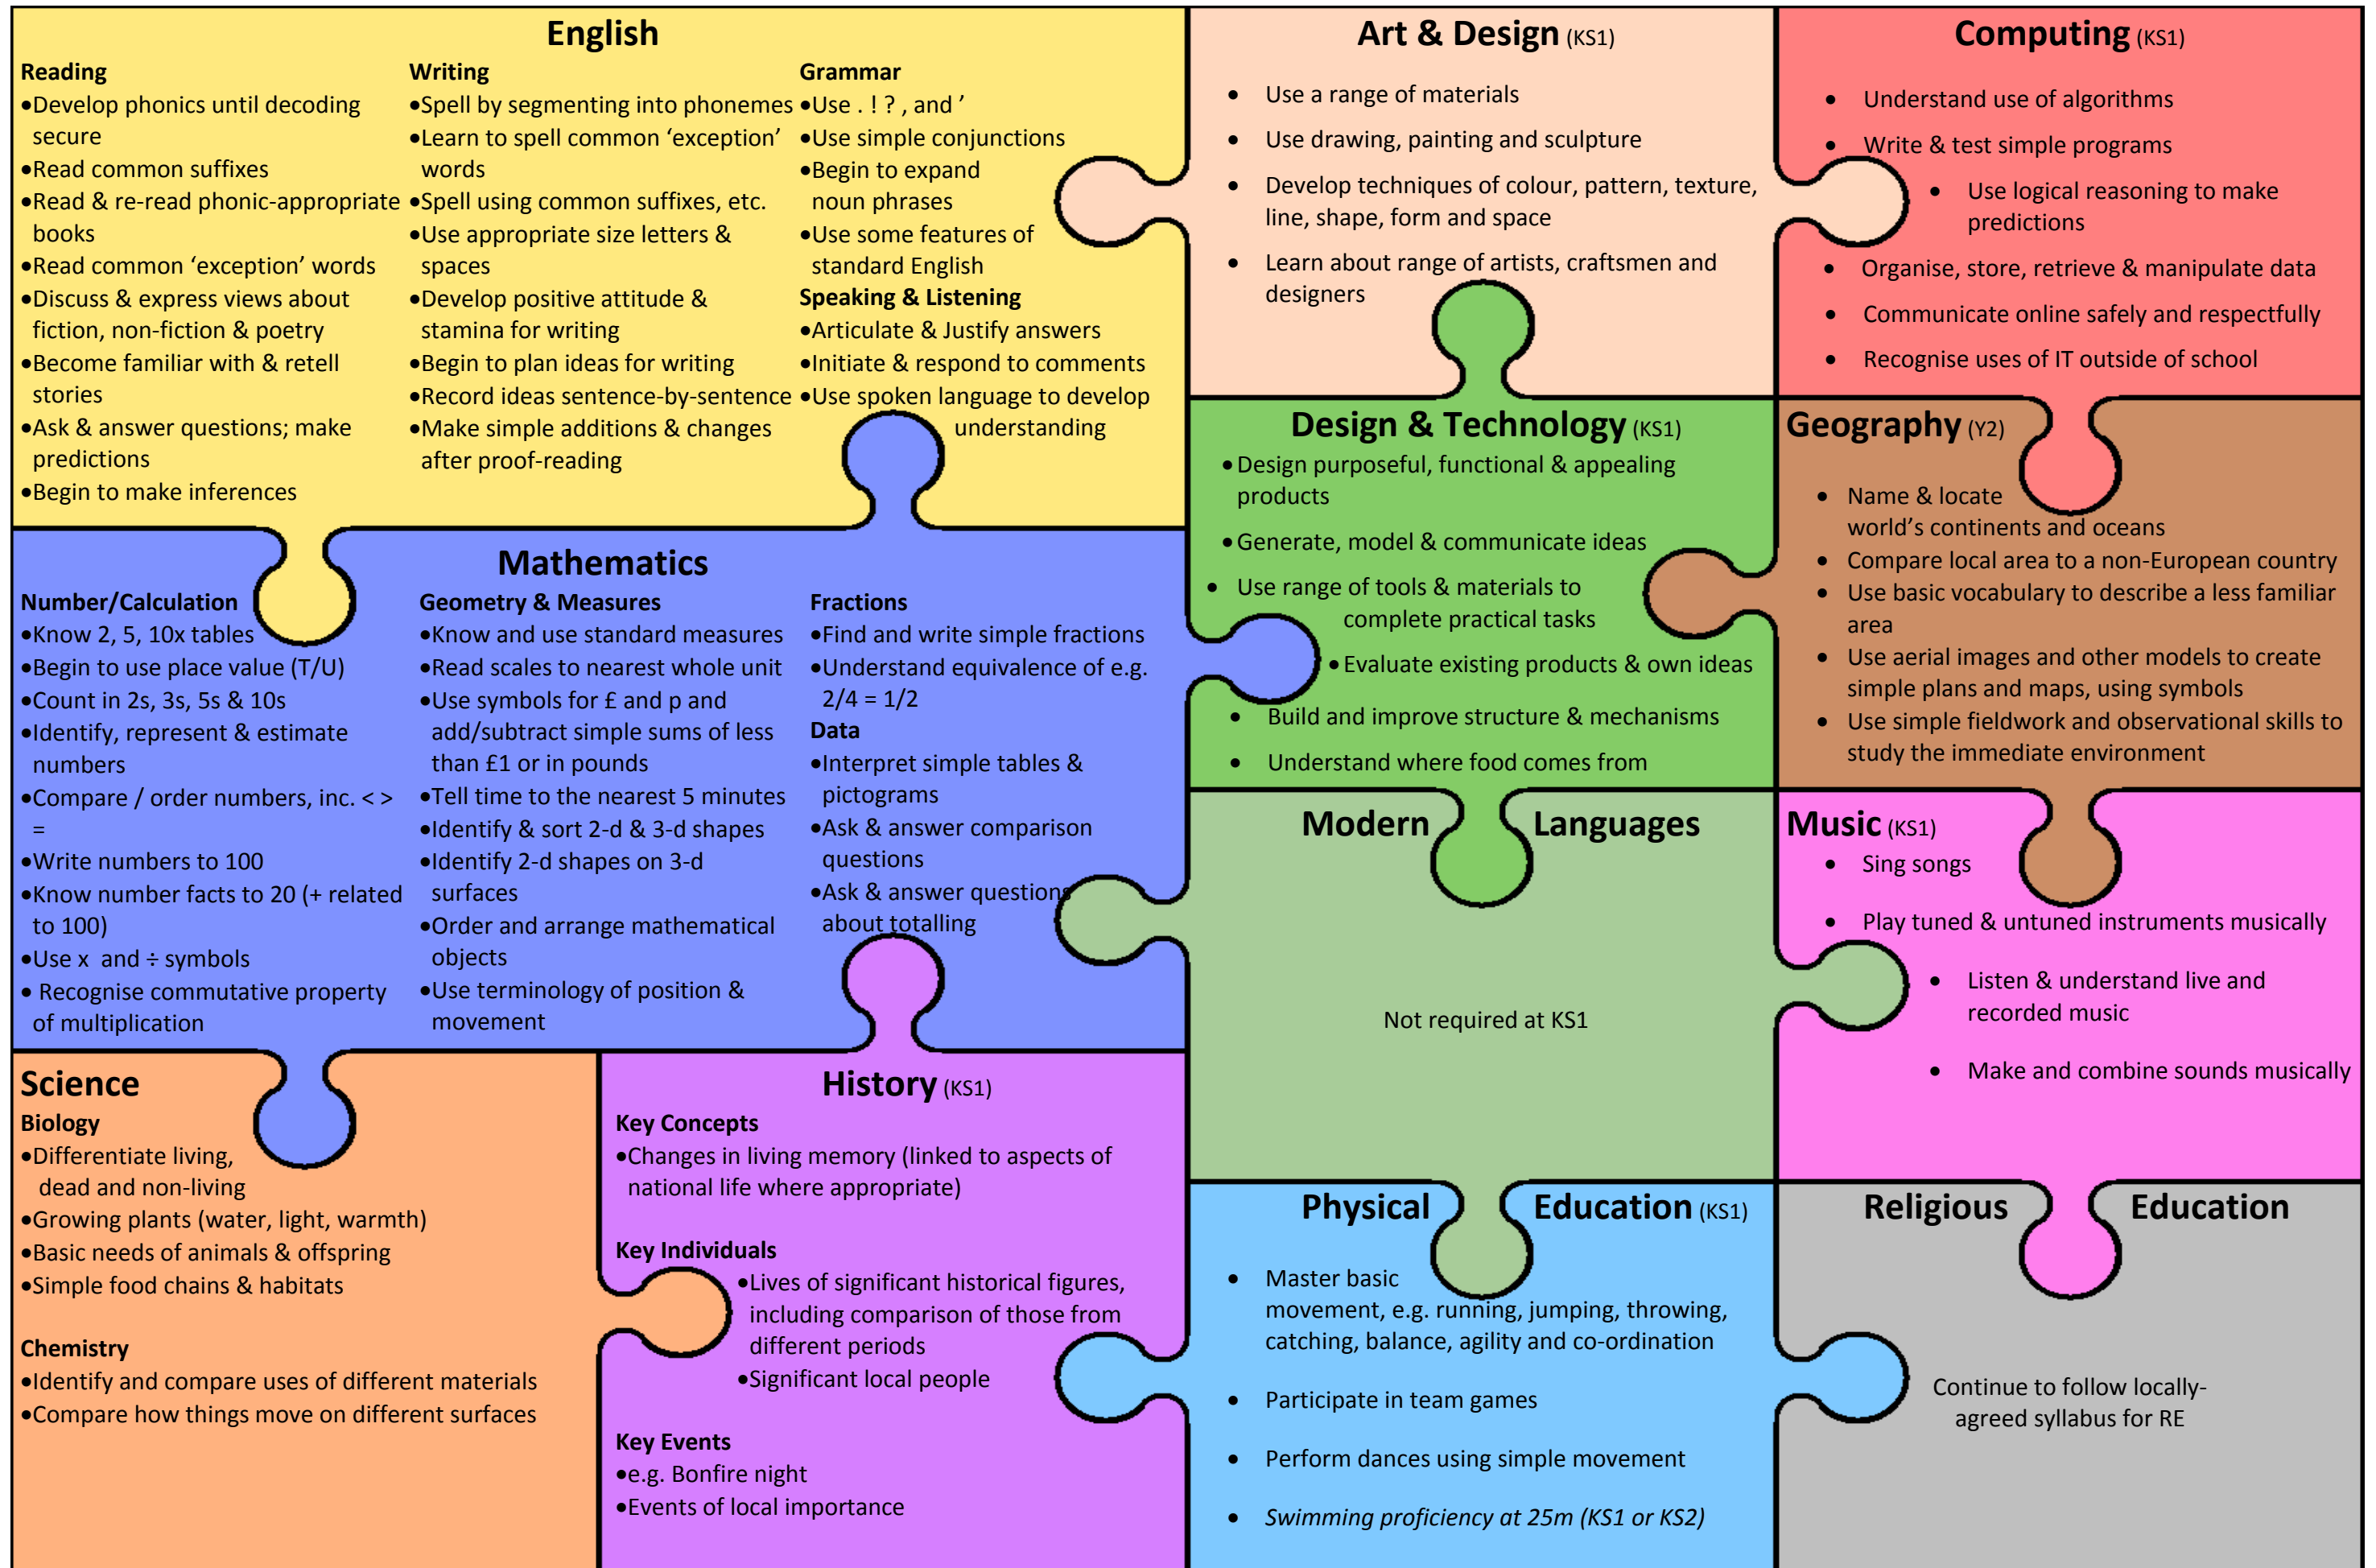 English
Reading
•Develop phonics until decoding
secure
•Read common suffixes
•Read & re-read phonic-appropriate
books
•Read common ‘exception’ words
•Discuss & express views about
fiction, non-fiction & poetry
•Become familiar with & retell
stories
•Ask & answer questions; make
predictions
•Begin to make inferences
Writing
•Spell by segmenting into phonemes
•Learn to spell common ‘exception’
words
•Spell using common suffixes, etc.
•Use appropriate size letters &
spaces
•Develop positive attitude &
stamina for writing
•Begin to plan ideas for writing
•Record ideas sentence-by-sentence
•Make simple additions & changes
after proof-reading
Grammar
•Use . ! ? , and ’
•Use simple conjunctions
•Begin to expand
noun phrases
•Use some features of
standard English
Speaking & Listening
•Articulate & Justify answers
•Initiate & respond to comments
•Use spoken language to develop
understanding
Art & Design (KS1)
• Use a range of materials
• Use drawing, painting and sculpture
• Develop techniques of colour, pattern, texture,
line, shape, form and space
• Learn about range of artists, craftsmen and
designers
Computing (KS1)
• Understand use of algorithms
• Write & test simple programs
• Use logical reasoning to make
predictions
• Organise, store, retrieve & manipulate data
• Communicate online safely and respectfully
• Recognise uses of IT outside of school
Mathematics
Number/Calculation
•Know 2, 5, 10x tables
•Begin to use place value (T/U)
•Count in 2s, 3s, 5s & 10s
•Identify, represent & estimate
numbers
•Compare / order numbers, inc. < >
=
•Write numbers to 100
•Know number facts to 20 (+ related
to 100)
•Use x and ÷ symbols
• Recognise commutative property
of multiplication
Geometry & Measures
•Know and use standard measures
•Read scales to nearest whole unit
•Use symbols for £ and p and
add/subtract simple sums of less
than £1 or in pounds
•Tell time to the nearest 5 minutes
•Identify & sort 2-d & 3-d shapes
•Identify 2-d shapes on 3-d
surfaces
•Order and arrange mathematical
objects
•Use terminology of position &
movement
Fractions
•Find and write simple fractions
•Understand equivalence of e.g.
2/4 = 1/2
Data
•Interpret simple tables &
pictograms
•Ask & answer comparison
questions
•Ask & answer questions
about totalling
Design & Technology (KS1)
•Design purposeful, functional & appealing
products
•Generate, model & communicate ideas
• Use range of tools & materials to
complete practical tasks
•Evaluate existing products & own ideas
• Build and improve structure & mechanisms
• Understand where food comes from
Geography (Y2)
• Name & locate
world’s continents and oceans
• Compare local area to a non-European country
• Use basic vocabulary to describe a less familiar
area
• Use aerial images and other models to create
simple plans and maps, using symbols
• Use simple fieldwork and observational skills to
study the immediate environment
Modern Languages
Not required at KS1
Music (KS1)
• Sing songs
• Play tuned & untuned instruments musically
• Listen & understand live and
recorded music
• Make and combine sounds musically
Science
Biology
•Differentiate living,
dead and non-living
•Growing plants (water, light, warmth)
•Basic needs of animals & offspring
•Simple food chains & habitats
Chemistry
•Identify and compare uses of different materials
•Compare how things move on different surfaces
History (KS1)
Key Concepts
•Changes in living memory (linked to aspects of
national life where appropriate)
Key Individuals
•Lives of significant historical figures,
including comparison of those from
different periods
•Significant local people
Key Events
•e.g. Bonfire night
•Events of local importance
Physical Education (KS1)
• Master basic
movement, e.g. running, jumping, throwing,
catching, balance, agility and co-ordination
• Participate in team games
• Perform dances using simple movement
• Swimming proficiency at 25m (KS1 or KS2)
Religious Education
Continue to follow locally-
agreed syllabus for RE